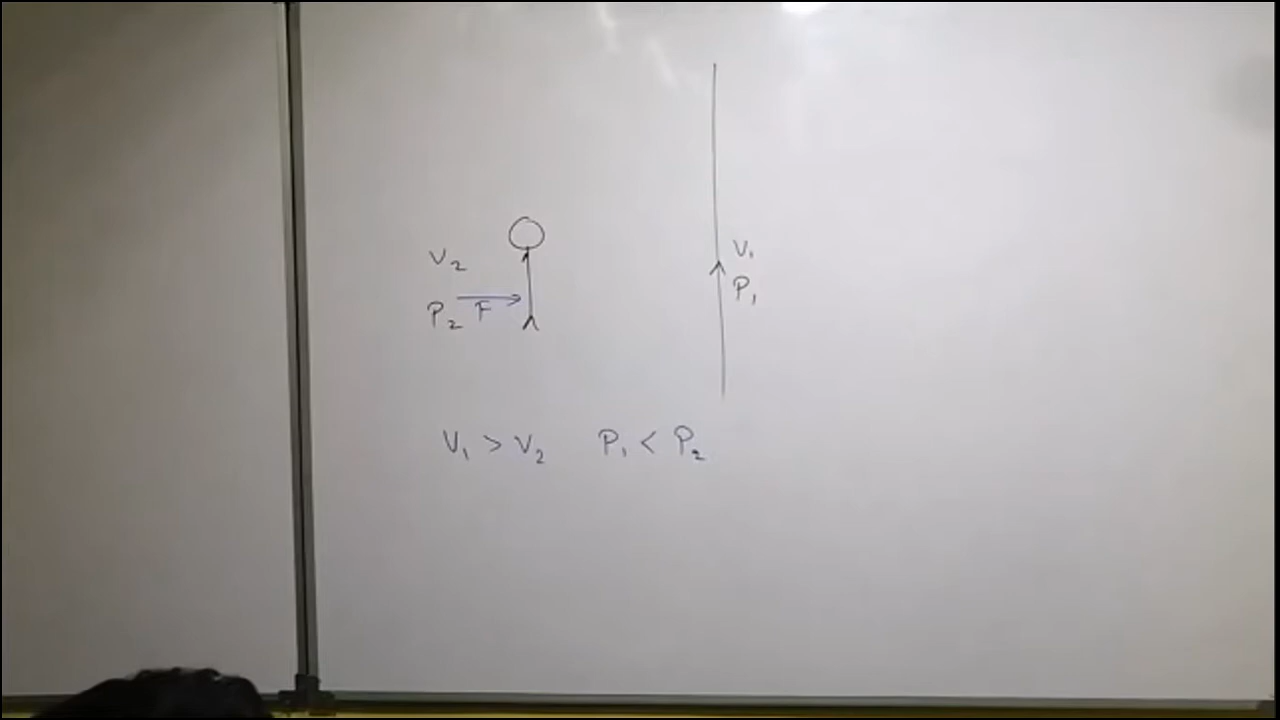 V₂
P₂ F
V₁
P₁
V₁ > V₂ P₁ < P₂